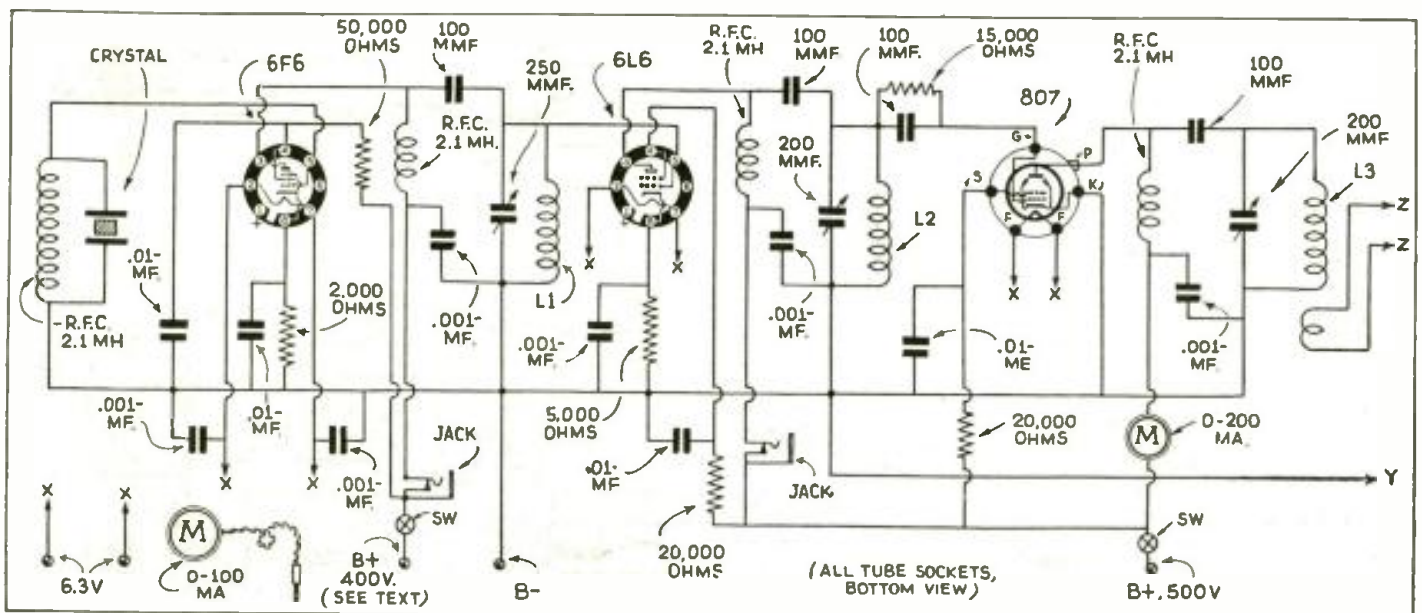 CRYSTAL
6F6
50,000
OHMS
100
MMF
250
MMF.
6L6
R.F.C.
2.1 MH
100
MMF
100
MMF.
15,000
OHMS
807
R.F.C
2.1 MH
100
MMF
200
MMF
L3
R.F.C.
2.1 MH.
200
MMF.
G
P
S
K
F
F
Z
Z
.01-
MF.
2,000
OHMS
L1
X
X
L2
X
X
-R.F.C.
2.1 MH
.001-
MF.
.001-
MF.
.001-
MF.
.01-
ME
.001-
MF.
.001-
MF.
.01-
MF.
5,000
OHMS
20,000
OHMS
M
0-200
MA.
X
X
.001-
MF.
JACK
.01-
MF
JACK
Y
X
X
M
SW
20,000
OHMS
SW
6.3V
0-100
MA
B+
400V.
(SEE TEXT)
B-
(ALL TUBE SOCKETS,
BOTTOM VIEW)
B+,500V